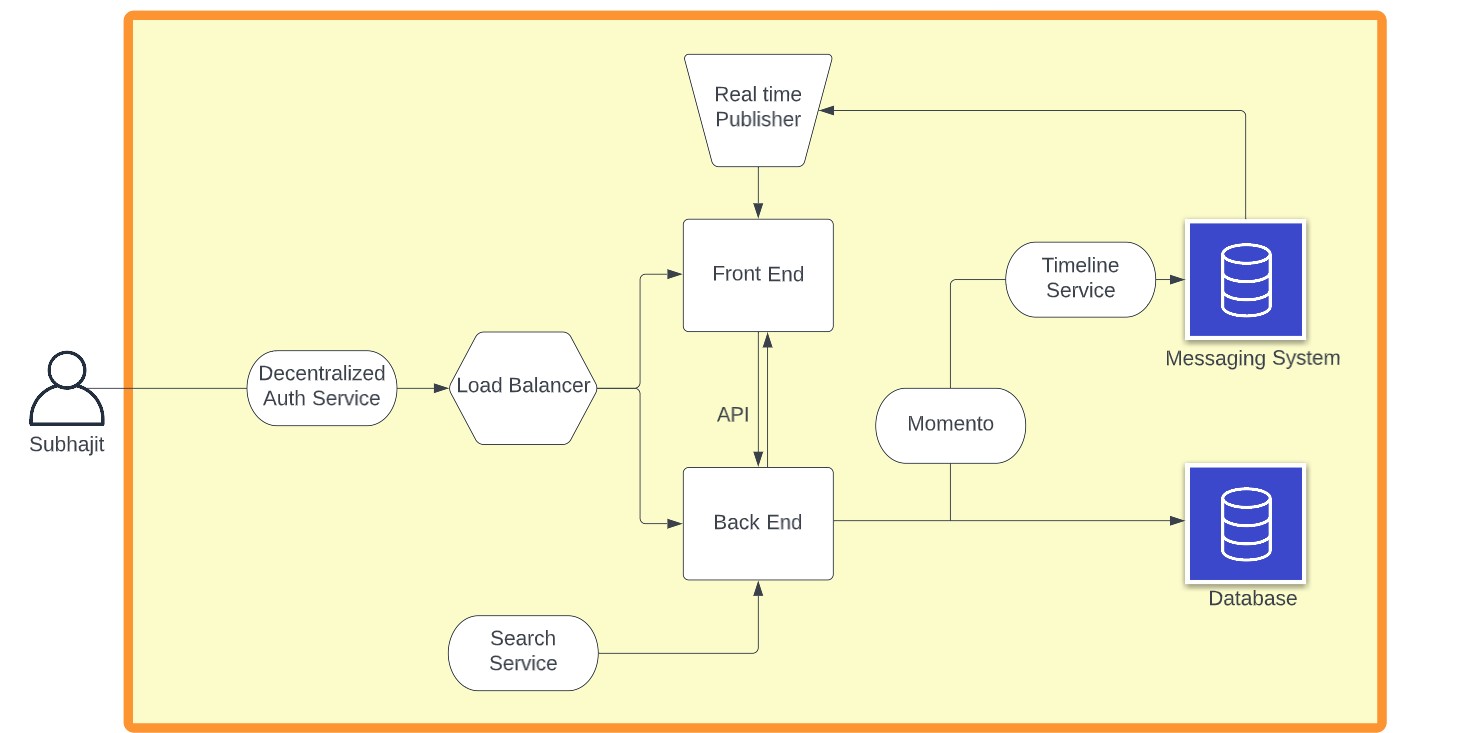 Real time
Publisher
Front End
Timeline
Service
Messaging System
Decentralized
Auth Service
Load Balancer
Subhajit
API
Momento
Back End
Database
Search
Service